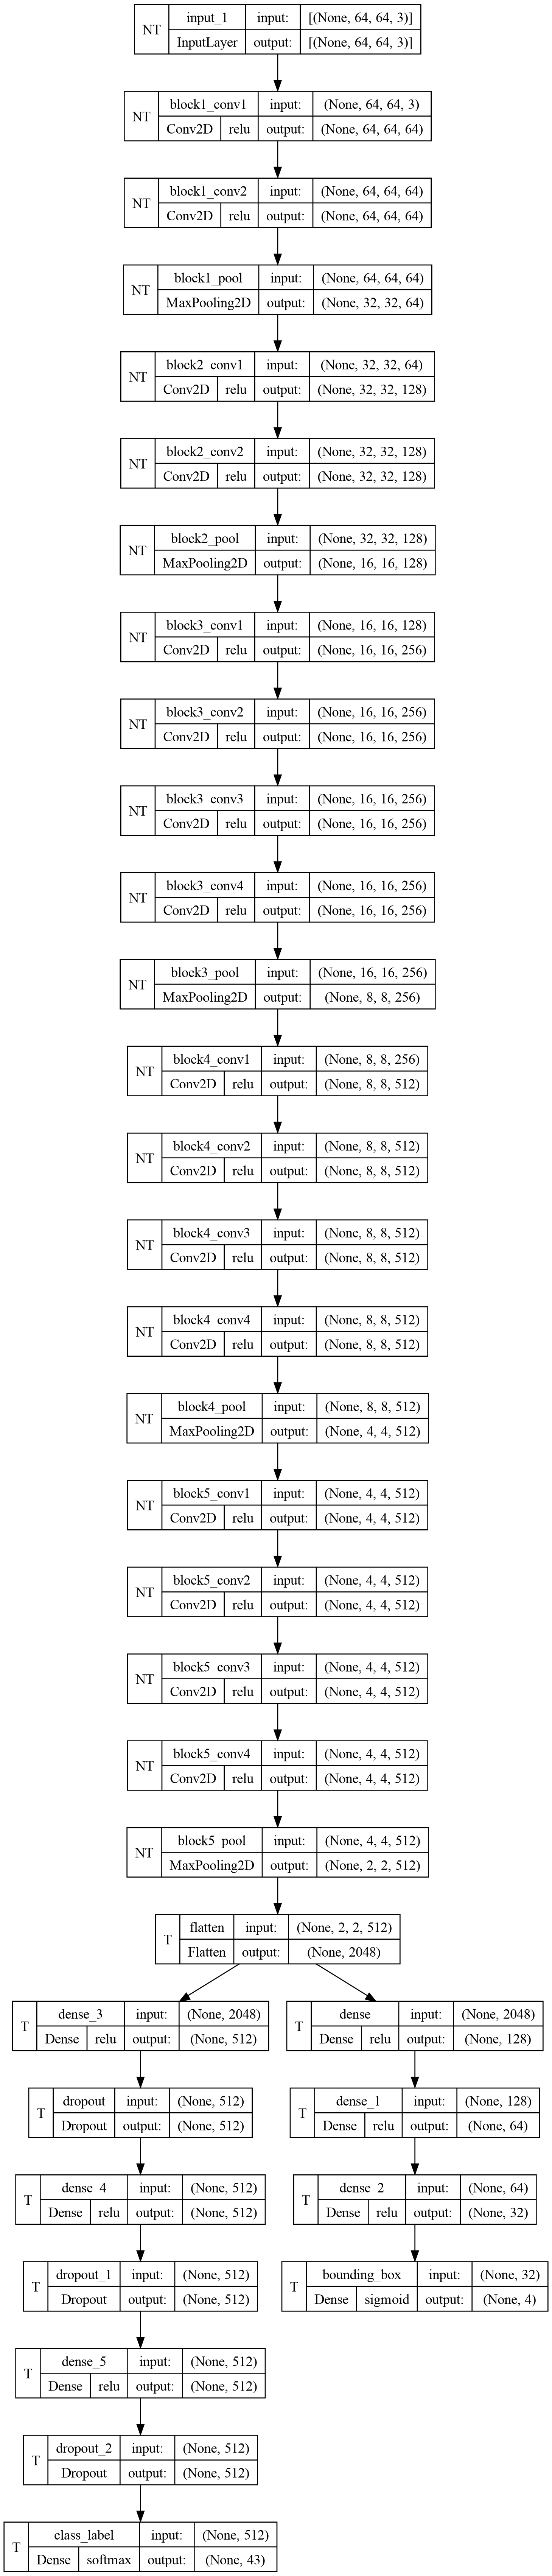 NT input_1 input: [(None, 64, 64, 3)]
InputLayer output: [(None, 64, 64, 3)]
NT block1_conv1 input: (None, 64, 64, 3)
Conv2D relu output: (None, 64, 64, 64)
NT block1_conv2 input: (None, 64, 64, 64)
Conv2D relu output: (None, 64, 64, 64)
NT block1_pool input: (None, 64, 64, 64)
MaxPooling2D output: (None, 32, 32, 64)
NT block2_conv1 input: (None, 32, 32, 64)
Conv2D relu output: (None, 32, 32, 128)
NT block2_conv2 input: (None, 32, 32, 128)
Conv2D relu output: (None, 32, 32, 128)
NT block2_pool input: (None, 32, 32, 128)
MaxPooling2D output: (None, 16, 16, 128)
NT block3_conv1 input: (None, 16, 16, 128)
Conv2D relu output: (None, 16, 16, 256)
NT block3_conv2 input: (None, 16, 16, 256)
Conv2D relu output: (None, 16, 16, 256)
NT block3_conv3 input: (None, 16, 16, 256)
Conv2D relu output: (None, 16, 16, 256)
NT block3_conv4 input: (None, 16, 16, 256)
Conv2D relu output: (None, 16, 16, 256)
NT block3_pool input: (None, 16, 16, 256)
MaxPooling2D output: (None, 8, 8, 256)
NT block4_conv1 input: (None, 8, 8, 256)
Conv2D relu output: (None, 8, 8, 512)
NT block4_conv2 input: (None, 8, 8, 512)
Conv2D relu output: (None, 8, 8, 512)
NT block4_conv3 input: (None, 8, 8, 512)
Conv2D relu output: (None, 8, 8, 512)
NT block4_conv4 input: (None, 8, 8, 512)
Conv2D relu output: (None, 8, 8, 512)
NT block4_pool input: (None, 8, 8, 512)
MaxPooling2D output: (None, 4, 4, 512)
NT block5_conv1 input: (None, 4, 4, 512)
Conv2D relu output: (None, 4, 4, 512)
NT block5_conv2 input: (None, 4, 4, 512)
Conv2D relu output: (None, 4, 4, 512)
NT block5_conv3 input: (None, 4, 4, 512)
Conv2D relu output: (None, 4, 4, 512)
NT block5_conv4 input: (None, 4, 4, 512)
Conv2D relu output: (None, 4, 4, 512)
NT block5_pool input: (None, 4, 4, 512)
MaxPooling2D output: (None, 2, 2, 512)
T flatten input: (None, 2, 2, 512)
Flatten output: (None, 2048)
T dense_3 input: (None, 2048)
Dense relu output: (None, 512)
T dropout input: (None, 512)
Dropout output: (None, 512)
T dense_4 input: (None, 512)
Dense relu output: (None, 512)
T dropout_1 input: (None, 512)
Dropout output: (None, 512)
T dense_5 input: (None, 512)
Dense relu output: (None, 512)
T dropout_2 input: (None, 512)
Dropout output: (None, 512)
T class_label input: (None, 512)
Dense softmax output: (None, 43)
T dense input: (None, 2048)
Dense relu output: (None, 128)
T dense_1 input: (None, 128)
Dense relu output: (None, 64)
T dense_2 input: (None, 64)
Dense relu output: (None, 32)
T bounding_box input: (None, 32)
Dense sigmoid output: (None, 4)